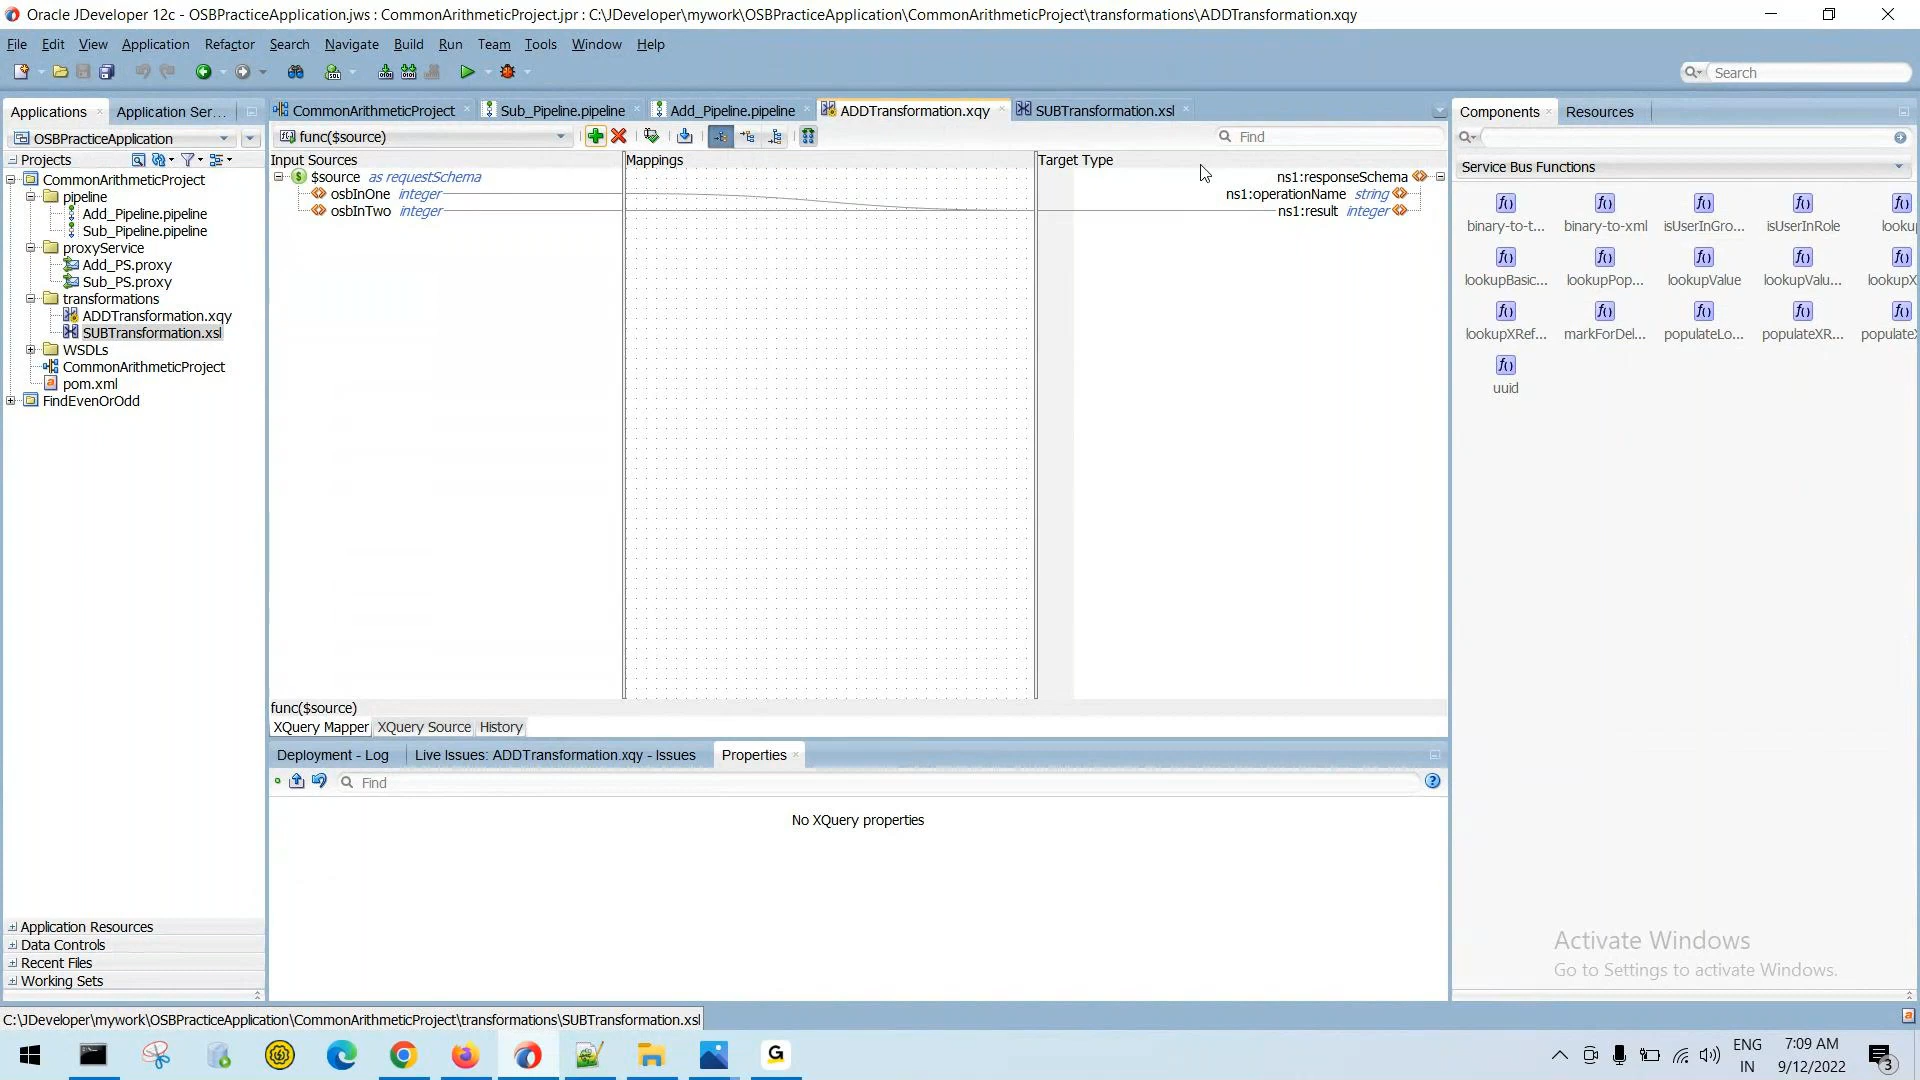 Oracle JDeveloper 12c - OSBPracticeApplication.jws : CommonArithmeticProject.jpr : C:\JDeveloper\mywork\OSBPracticeApplication\CommonArithmeticProject\transformations\ADDTransformation.xqy
File Edit View Application Refactor Search Navigate Build Run Team Tools Window Help
Search
Applications
Application Ser...
CommonArithmeticProject
Sub_Pipeline.pipeline
Add_Pipeline.pipeline
ADDTransformation.xqy
SUBTransformation.xsl
Components
Resources
OSBPracticeApplication
func($source)
Find
Projects
CommonArithmeticProject
pipeline
Add_Pipeline.pipeline
Sub_Pipeline.pipeline
proxyService
Add_PS.proxy
Sub_PS.proxy
transformations
ADDTransformation.xqy
SUBTransformation.xsl
WSDLs
CommonArithmeticProject
pom.xml
FindEvenOrOdd
Application Resources
Data Controls
Recent Files
Working Sets
Input Sources
$source as requestSchema
osbInOne integer
osbInTwo integer
Mappings
Target Type
ns1:responseSchema
ns1:operationName string
ns1:result integer
func($source)
XQuery Mapper XQuery Source History
Deployment - Log
Live Issues: ADDTransformation.xqy - Issues
Properties
Find
No XQuery properties
Service Bus Functions
binary-to-t... binary-to-xml isUserInGro... isUserInRole looku
lookupBasic... lookupPop... lookupValue lookupValu... lookupX
lookupXRef... markForDel... populateLo... populateXR... populateX
uuid
Activate Windows
Go to Settings to activate Windows.
C:\JDeveloper\mywork\OSBPracticeApplication\CommonArithmeticProject\transformations\SUBTransformation.xsl
ENG
IN
7:09 AM
9/12/2022
3